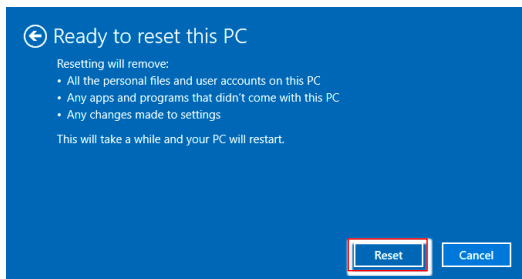 Ready to reset this PC
Resetting will remove:
• All the personal files and user accounts on this PC
• Any apps and programs that didn't come with this PC
• Any changes made to settings
This will take a while and your PC will restart.
Reset Cancel